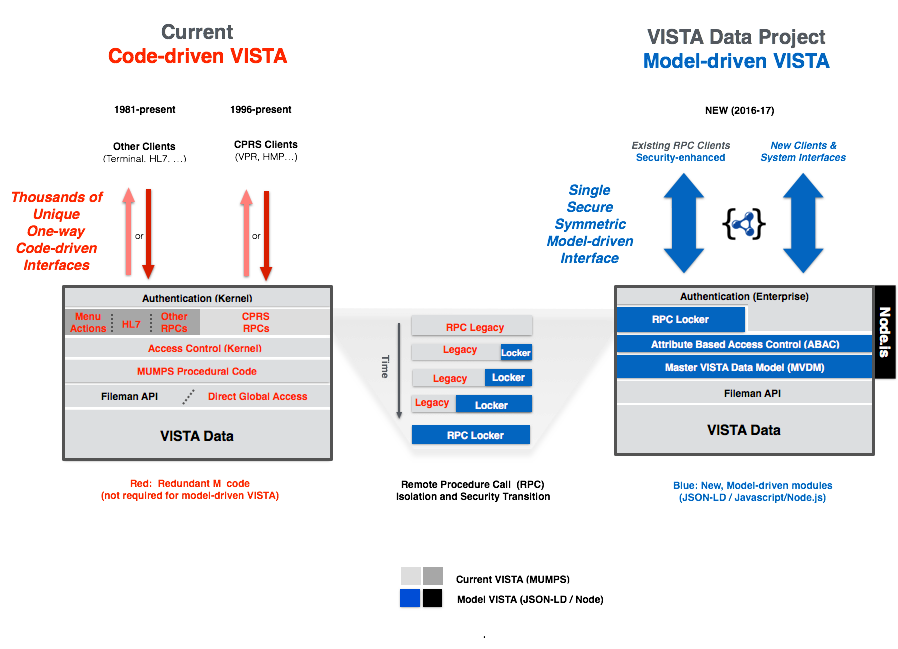 Current
Code-driven VISTA
1981-present
1996-present
Other Clients
(Terminal, HL7, …)
CPRS Clients
(VPR, HMP…)
Thousands of
Unique
One-way
Code-driven
Interfaces
or
or
Authentication (Kernel)
Menu
Actions
HL7
Other
RPCs
CPRS
RPCs
Access Control (Kernel)
MUMPS Procedural Code
Fileman API
Direct Global Access
VISTA Data
Red: Redundant M code
(not required for model-driven VISTA)
Time
RPC Legacy
Legacy
Locker
Legacy
Locker
Legacy
Locker
RPC Locker
Remote Procedure Call (RPC)
Isolation and Security Transition
VISTA Data Project
Model-driven VISTA
NEW (2016-17)
Existing RPC Clients
Security-enhanced
New Clients &
System Interfaces
Single
Secure
Symmetric
Model-driven
Interface
Authentication (Enterprise)
RPC Locker
Attribute Based Access Control (ABAC)
Master VISTA Data Model (MVDM)
Fileman API
VISTA Data
Node.js
Blue: New, Model-driven modules
(JSON-LD / Javascript/Node.js)
Current VISTA (MUMPS)
Model VISTA (JSON-LD / Node)